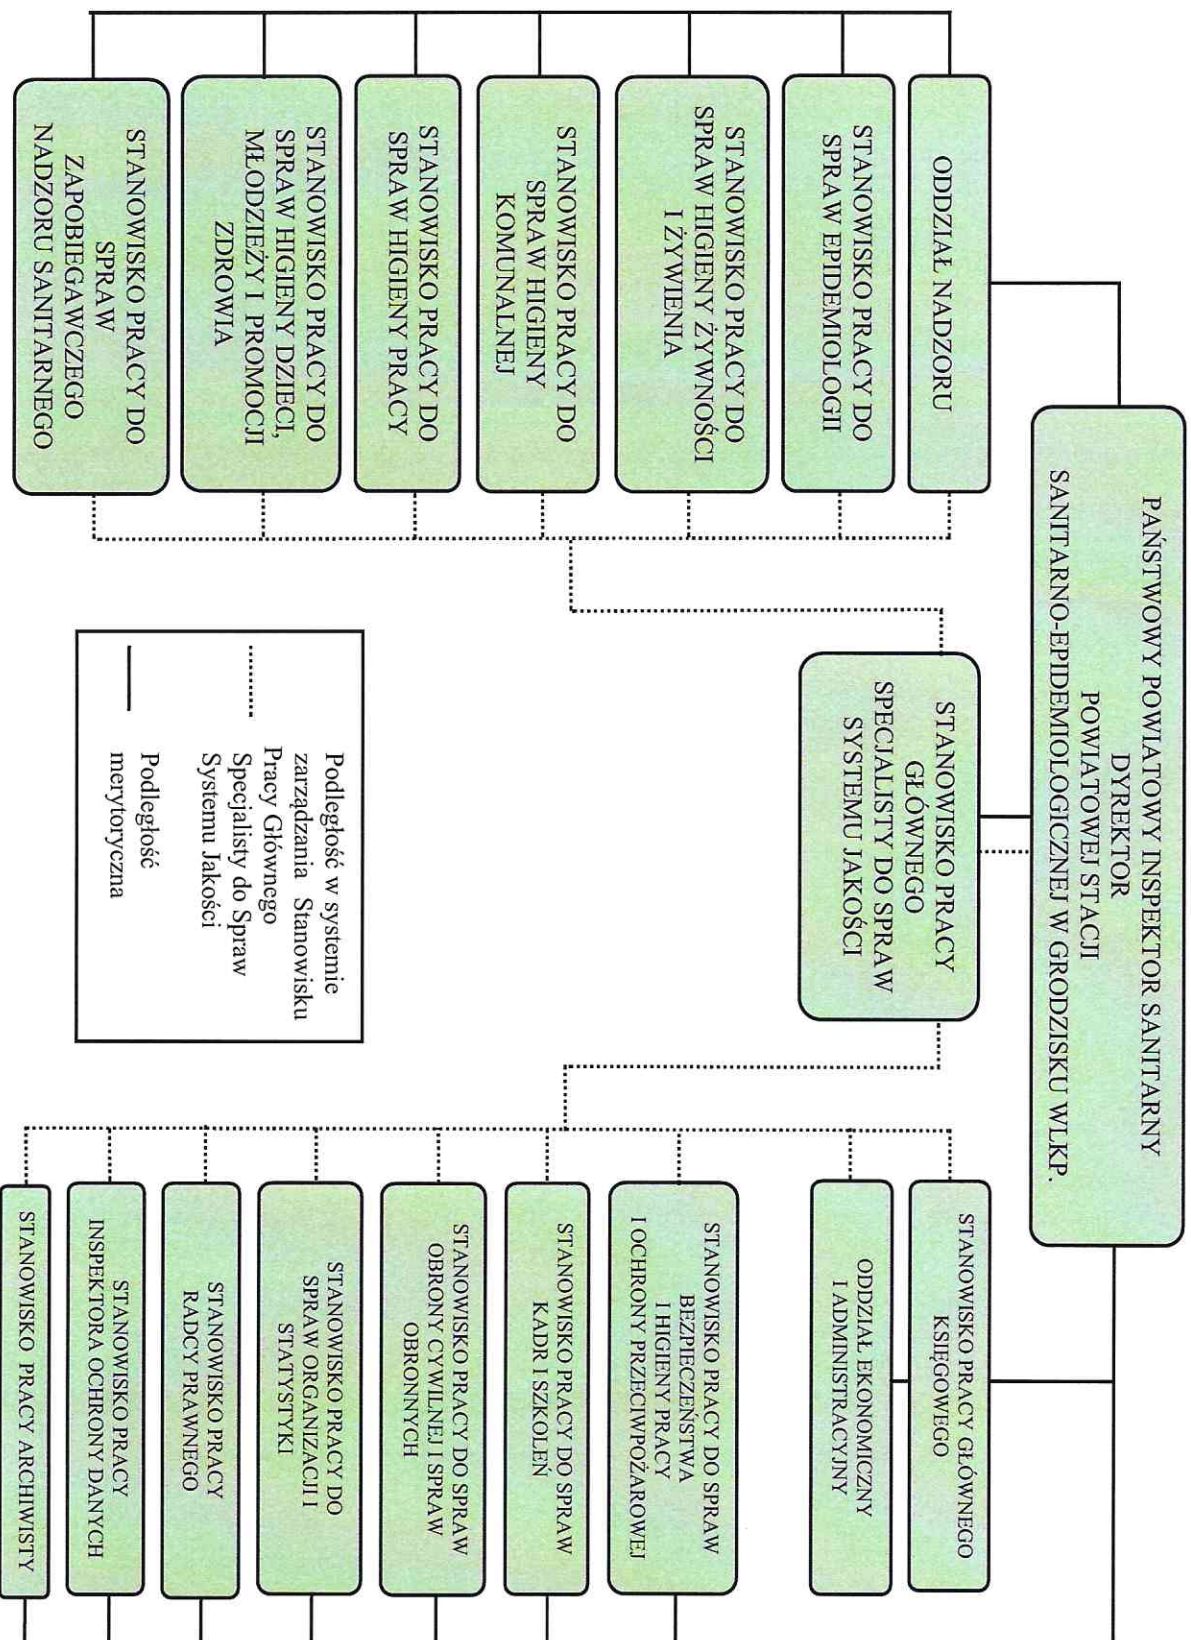 PAŃSTWOWY POWIATOWY INSPEKTOR SANITARNY
DYREKTOR
POWIATOWEJ STACJI
SANITARNO-EPIDEMIOLOGICZNEJ W GRODZISKU WLKP.
ODDZIAŁ NADZORU
STANOWISKO PRACY DO
SPRAW EPIDEMIOLOGII
STANOWISKO PRACY DO
SPRAW HIGIENY ŻYWNOŚCI
I ŻYWIENIA
STANOWISKO PRACY DO
SPRAW HIGIENY
KOMUNALNEJ
STANOWISKO PRACY DO
SPRAW HIGIENY PRACY
STANOWISKO PRACY DO
SPRAW HIGIENY DZIECI,
MŁODZIEŻY I PROMOCJI
ZDROWIA
STANOWISKO PRACY DO
SPRAW
ZAPOBIEGAWCZEGO
NADZORU SANITARNEGO
STANOWISKO PRACY
GŁÓWNEGO
SPECJALISTY DO SPRAW
SYSTEMU JAKOŚCI
Podległość w systemie
zarządzania Stanowisku
Pracy Głównego
Specjalisty do Spraw
Systemu Jakości
Podległość
merytoryczna
STANOWISKO PRACY GŁÓWNEGO
KSIĘGOWEGO
ODDZIAŁ EKONOMICZNY
I ADMINISTRACYJNY
STANOWISKO PRACY DO SPRAW
BEZPIECZEŃSTWA
I HIGIENY PRACY
I OCHRONY PRZECIWPOŻAROWEJ
STANOWISKO PRACY DO SPRAW
KADR I SZKOLEŃ
STANOWISKO PRACY DO SPRAW
OBRONY CYWILNEJ I SPRAW
OBRONNYCH
STANOWISKO PRACY DO
SPRAW ORGANIZACJI I
STATYSTYKI
STANOWISKO PRACY
RADCY PRAWNEGO
STANOWISKO PRACY
INSPEKTORA OCHRONY DANYCH
STANOWISKO PRACY ARCHIWISTY